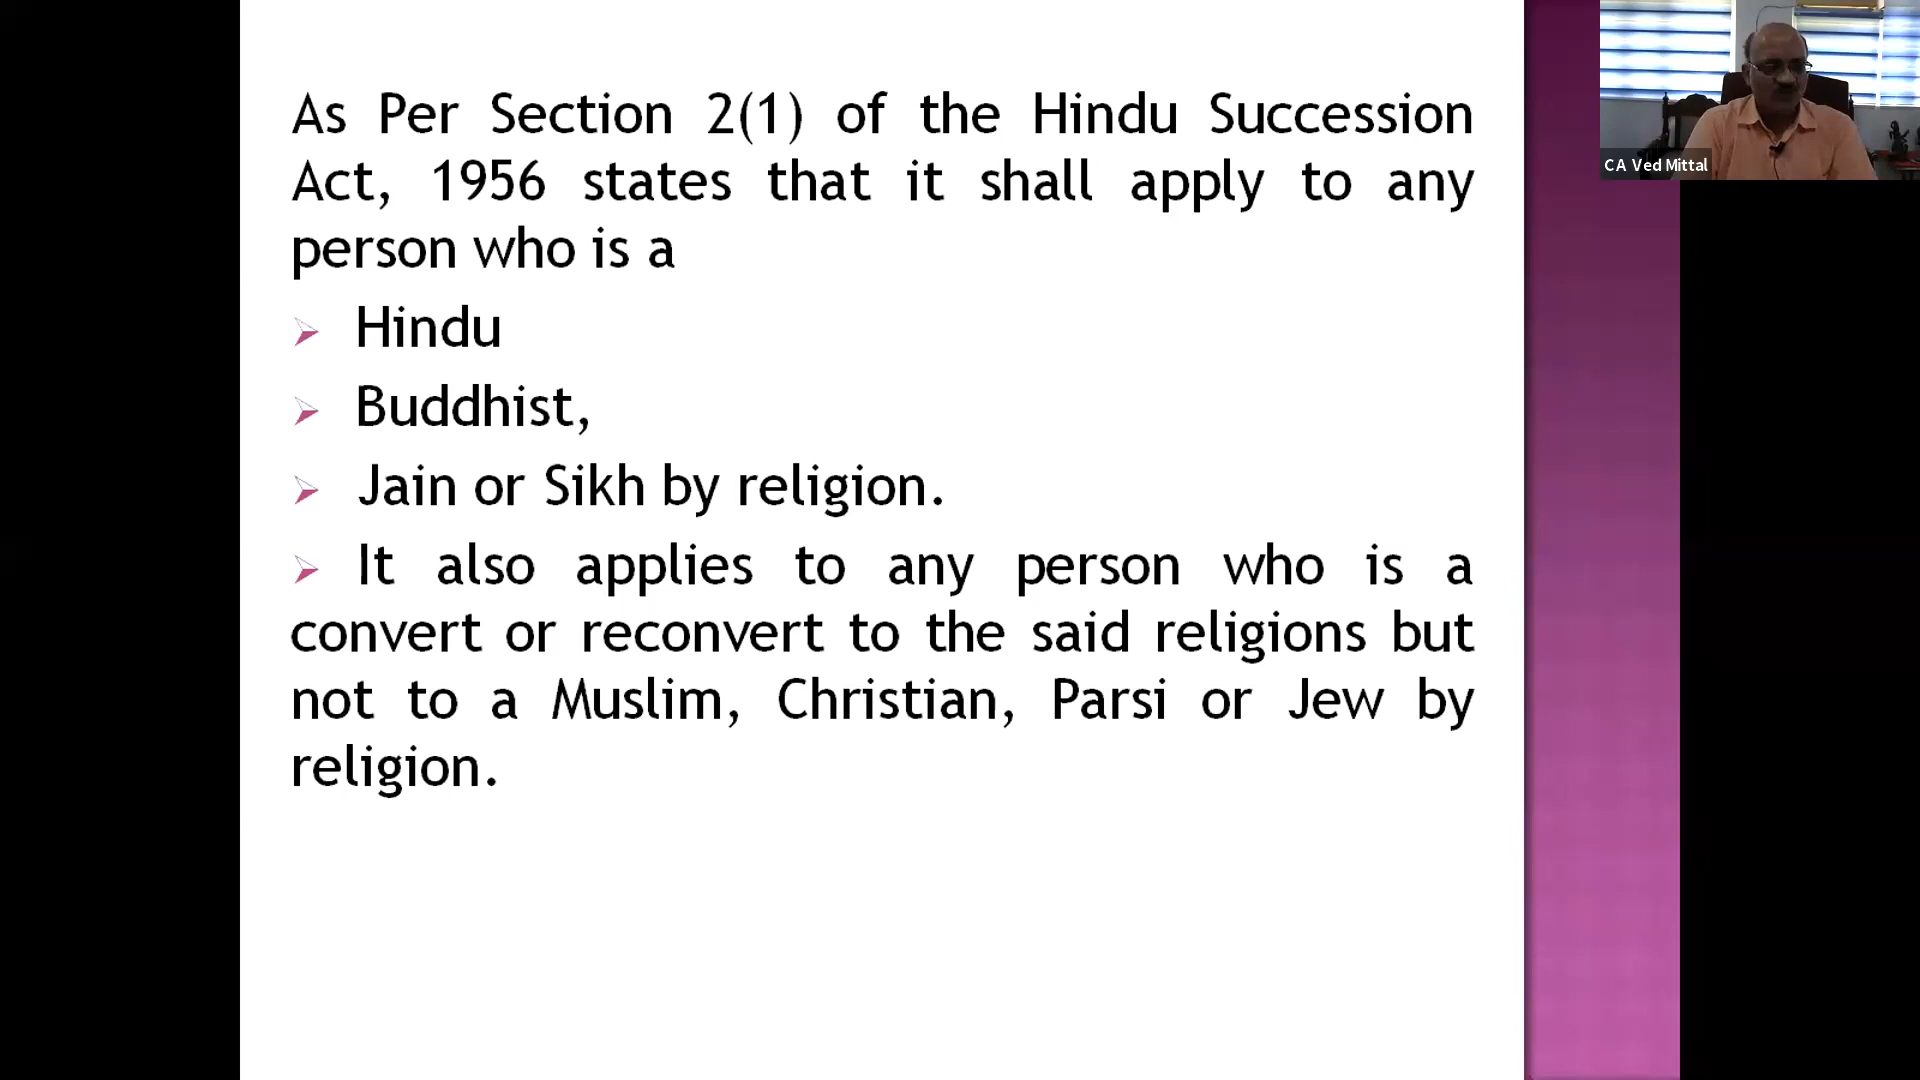 As Per Section 2(1) of the Hindu Succession
Act, 1956 states that it shall apply to any
person who is a
Hindu
Buddhist,
Jain or Sikh by religion.
It also applies to any person who is a
convert or reconvert to the said religions but
not to a Muslim, Christian, Parsi or Jew by
religion.
CA Ved Mittal